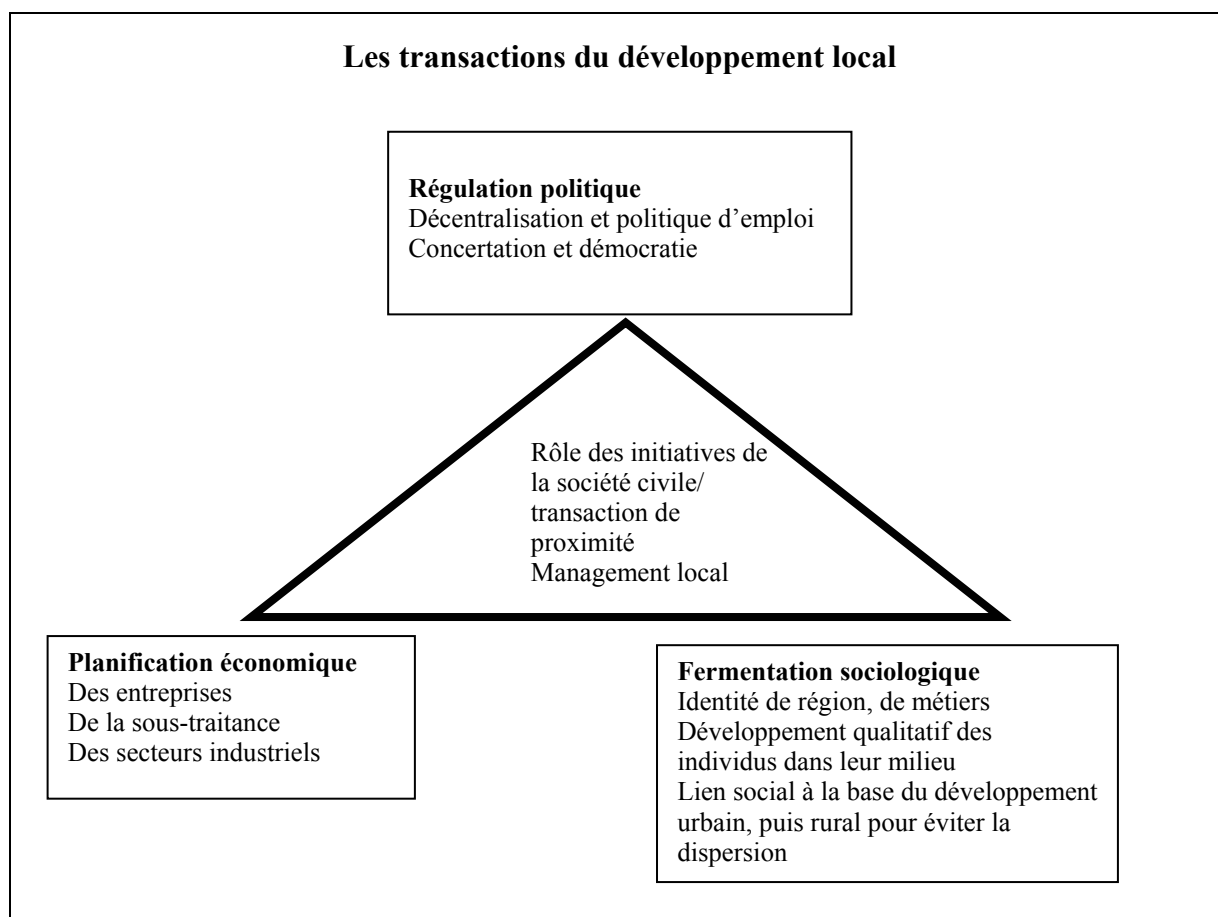 Les transactions du développement local
Régulation politique
Décentralisation et politique d’emploi
Concertation et démocratie
Rôle des initiatives de
la société civile/
transaction de
proximité
Management local
Planification économique
Des entreprises
De la sous-traitance
Des secteurs industriels
Fermentation sociologique
Identité de région, de métiers
Développement qualitatif des
individus dans leur milieu
Lien social à la base du développement
urbain, puis rural pour éviter la
dispersion